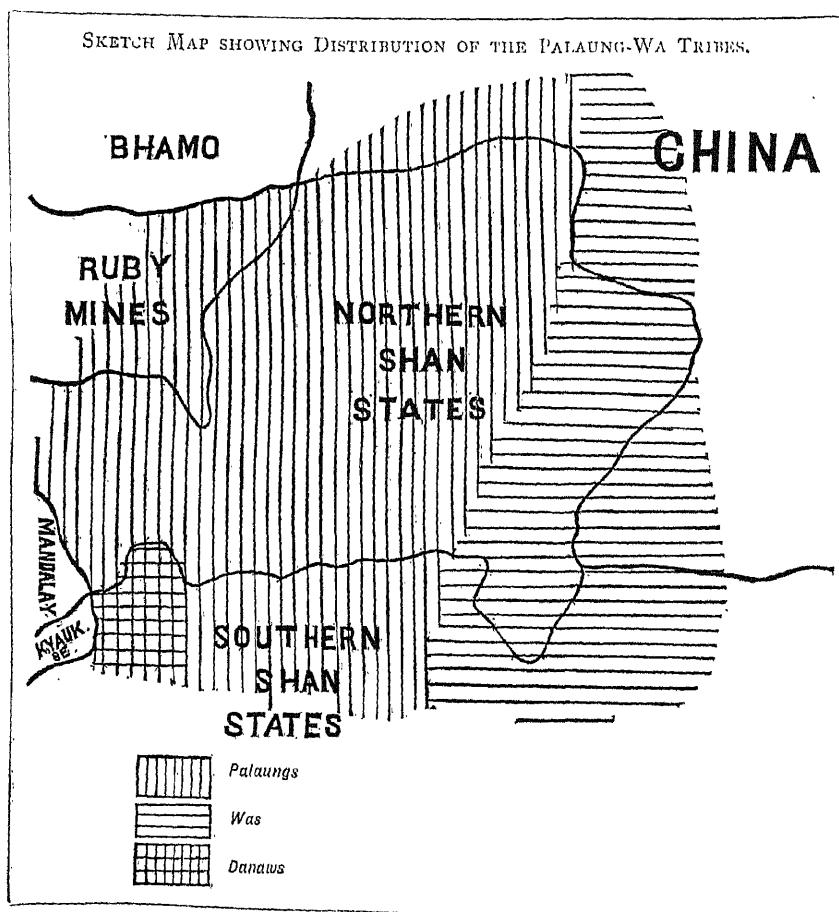 SKETCH MAP SHOWING DISTRIBUTION OF THE PALAUNG-WA TRIBES.
BHAMO
CHINA
RUBY
MINES
NORTHERN
SHAN
STATES
MANDALAY.
KYAUK.
SE.
SOUTHERN
SHAN
STATES
Palaungs
Was
Danaws